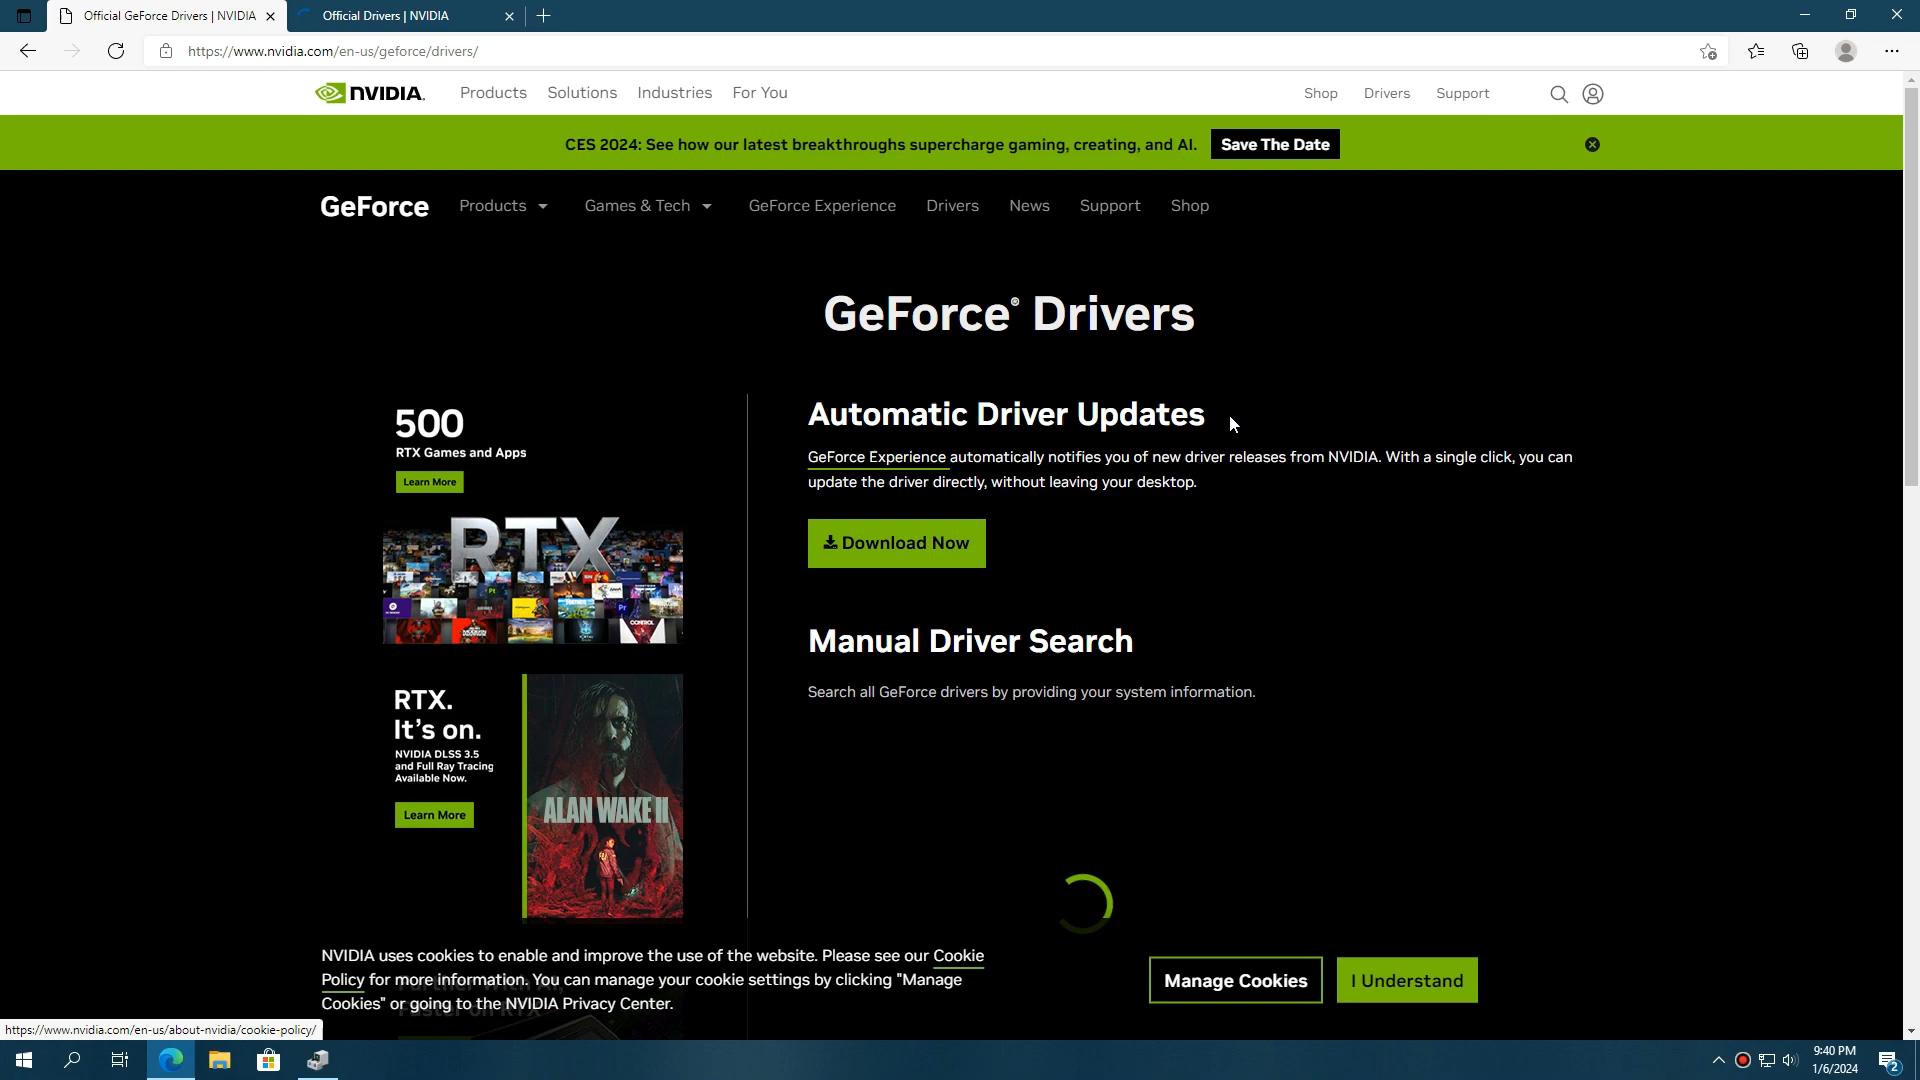 Official GeForce Drivers | NVIDIA
Official Drivers | NVIDIA
https://www.nvidia.com/en-us/geforce/drivers/
NVIDIA.
Products Solutions Industries For You
Shop Drivers Support
CES 2024: See how our latest breakthroughs supercharge gaming, creating, and AI. Save The Date
GeForce Products Games & Tech GeForce Experience Drivers News Support Shop
GeForce® Drivers
500
RTX Games and Apps
Learn More
RTX
CONTROL
RTX.
It's on.
NVIDIA DLSS 3.5
and Full Ray Tracing
Available Now.
Learn More
ALAN WAKE II
Automatic Driver Updates
GeForce Experience automatically notifies you of new driver releases from NVIDIA. With a single click, you can
update the driver directly, without leaving your desktop.
Download Now
Manual Driver Search
Search all GeForce drivers by providing your system information.
NVIDIA uses cookies to enable and improve the use of the website. Please see our Cookie
Policy for more information. You can manage your cookie settings by clicking "Manage
Cookies" or going to the NVIDIA Privacy Center.
Manage Cookies
I Understand
https://www.nvidia.com/en-us/about-nvidia/cookie-policy/
9:40 PM
1/6/2024
2